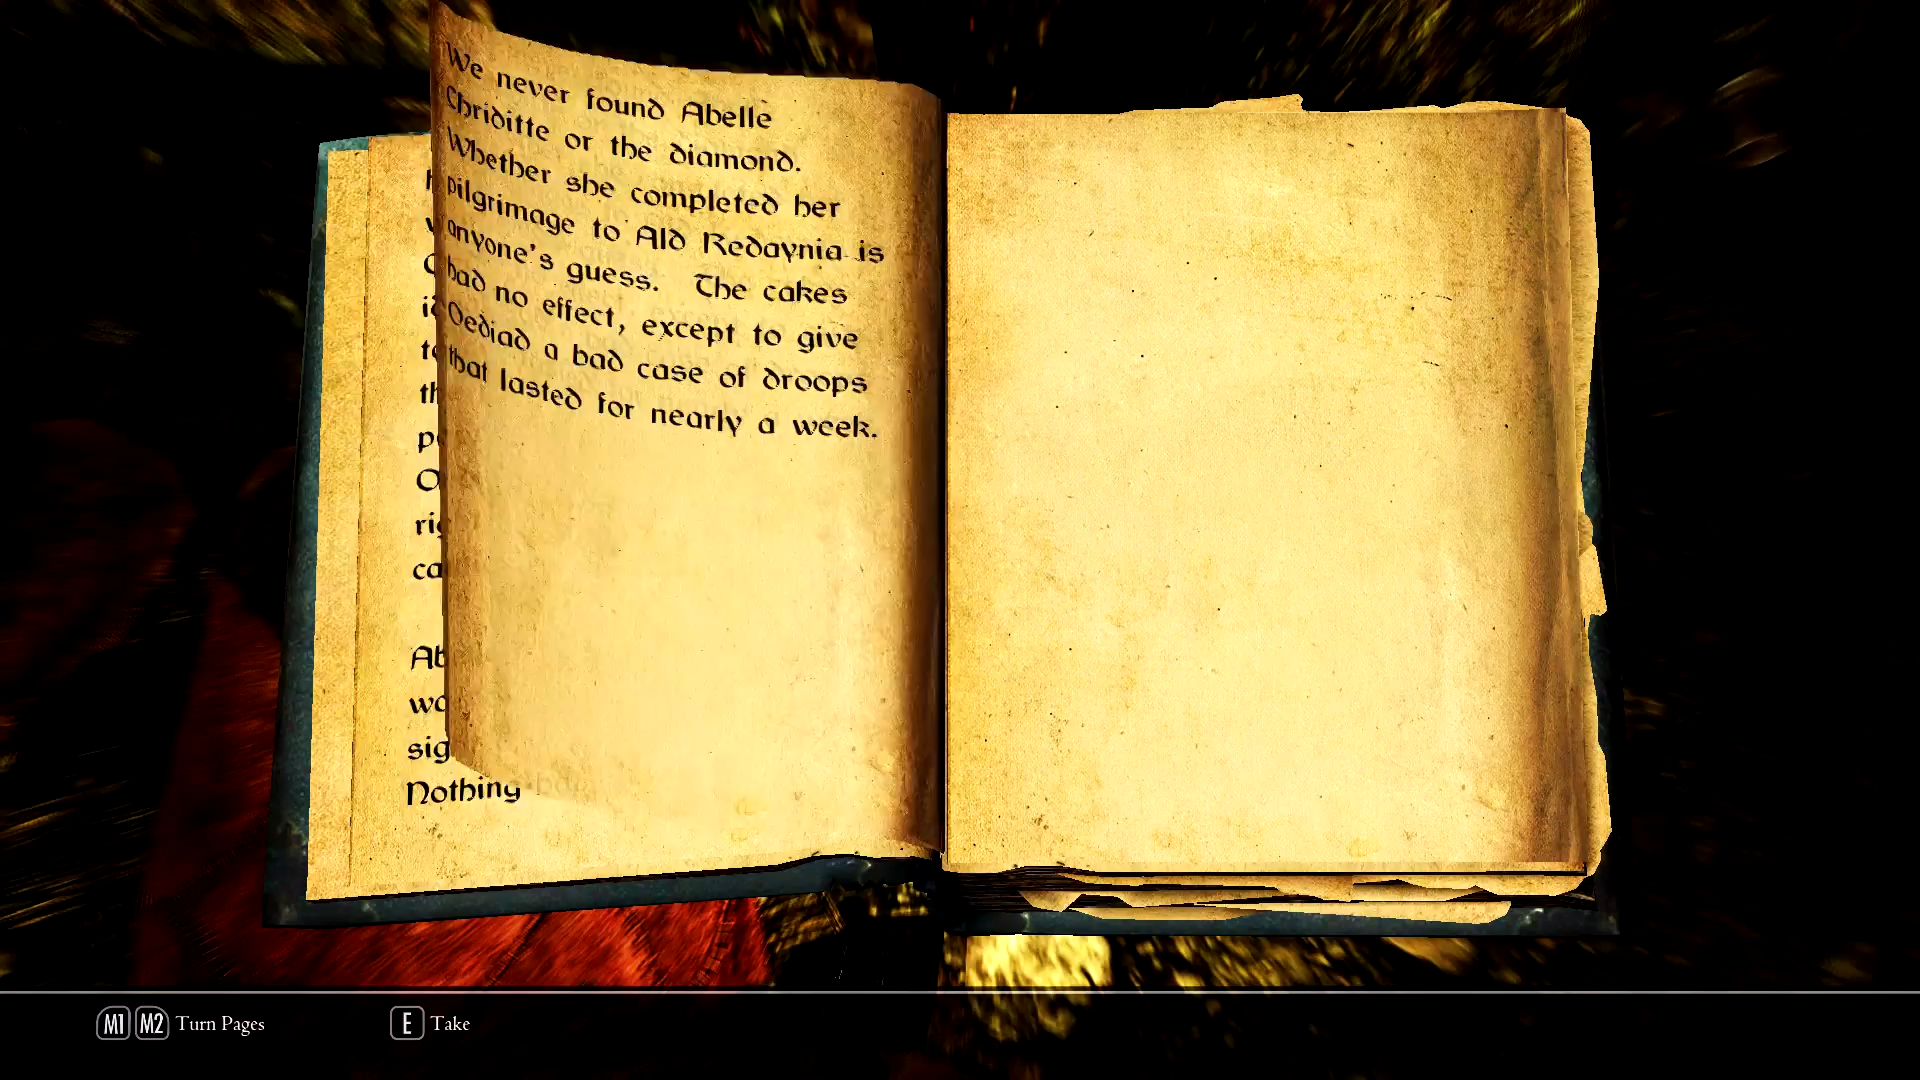 We never found Abelle
Chriditte or the diamond.
Whether she completed her
pilgrimage to Ald Redaynia is
anyone's guess. The cakes
had no effect, except to give
Dediad a bad case of droops
that lasted for nearly a week.
Nothing
M1 M2 Turn Pages
E Take